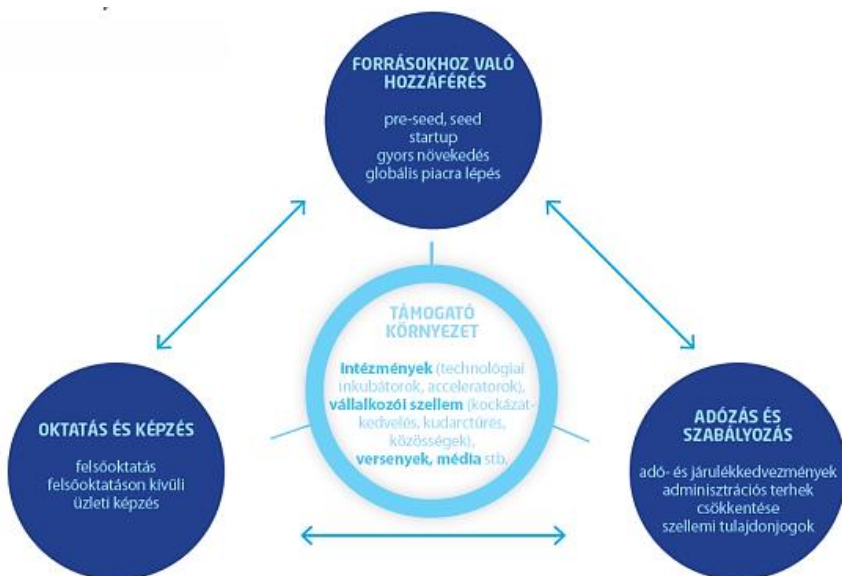 FORRÁSOKHOZ VALÓ
HOZZÁFÉRÉS
pre-seed, seed
startup
gyors növekedés
globális piacra lépés
TÁMOGATÓ
KÖRNYEZET
Intézmények (technológiai
inkubátorok, acceleratorok),
vállalkozói szellem (kockázat-
kedvelés, kudarctűrés,
közösségek),
versenyek, média stb.
OKTATÁS ÉS KÉPZÉS
felsőoktatás
felsőoktatáson kívüli
üzleti képzés
ADÓZÁS ÉS
SZABÁLYOZÁS
adó- és járulékkedvezmények
adminisztrációs terhek
csökkentése
szellemi tulajdonjogok